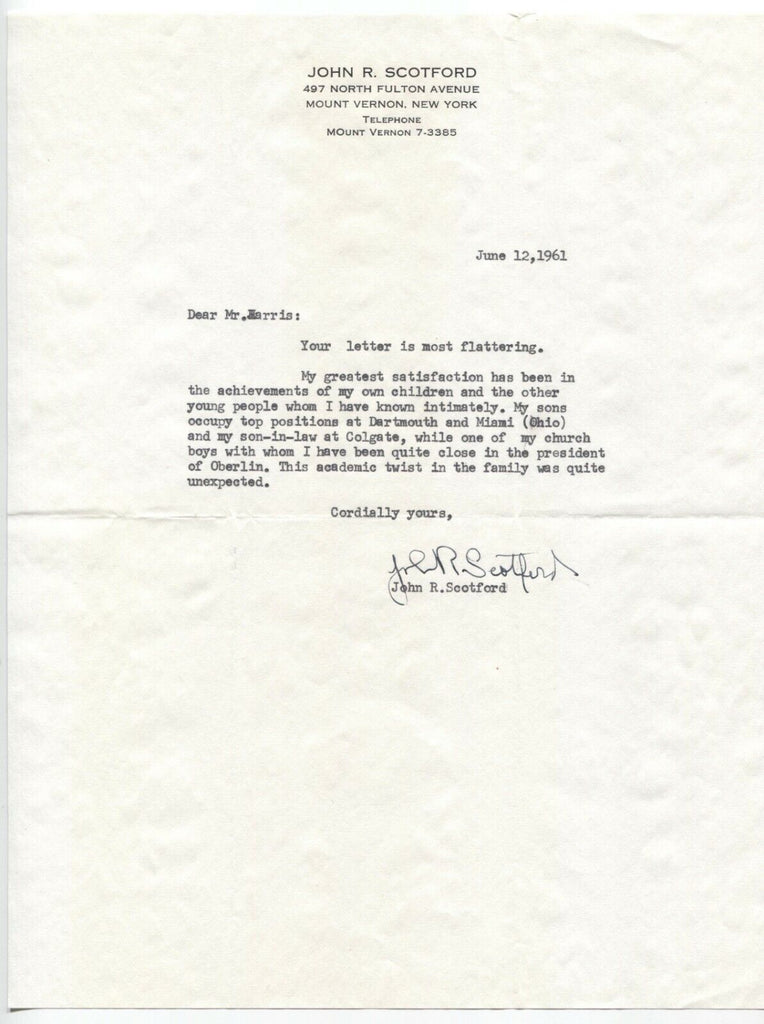 JOHN R. SCOTFORD
497 NORTH FULTON AVENUE
MOUNT VERNON, NEW YORK
TELEPHONE
MOUNT VERNON 7-3385
June 12,1961
Dear Mr.Harris:
Your letter is most flattering.
My greatest satisfaction has been in
the achievements of my own children and the other
young people whom I have known intimately. My sons
occupy top positions at Dartmouth and Miami (Ohio)
and my son-in-law at Colgate, while one of my church
boys with whom I have been quite close in the president
of Oberlin. This academic twist in the family was quite
unexpected.
Cordially yours,
John R. Scotford
John R.Scotford